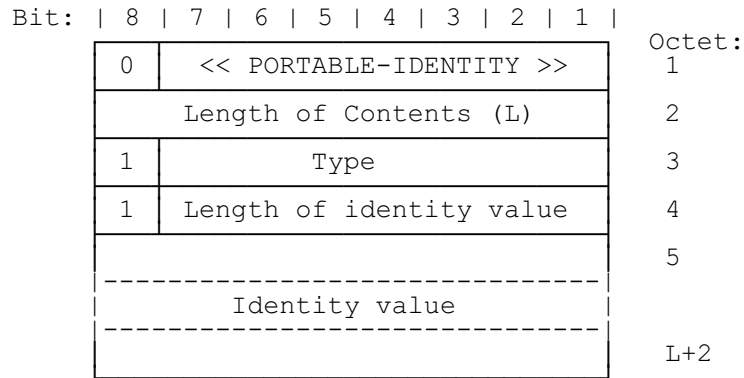 Bit: | 8 | 7 | 6 | 5 | 4 | 3 | 2 | 1 |
Octet:
0 << PORTABLE-IDENTITY >> 1
Length of Contents (L) 2
1 Type 3
1 Length of identity value 4
5
Identity value
L+2